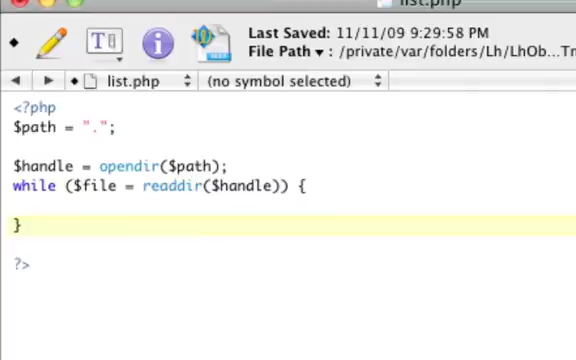 list.php
Last Saved: 11/11/09 9:29:58 PM
File Path ▾ : /private/var/folders/Lh/LhOb...Tm
list.php
(no symbol selected)
<?php
$path = ".";
$handle = opendir($path);
while ($file = readdir($handle)) {
}
?>